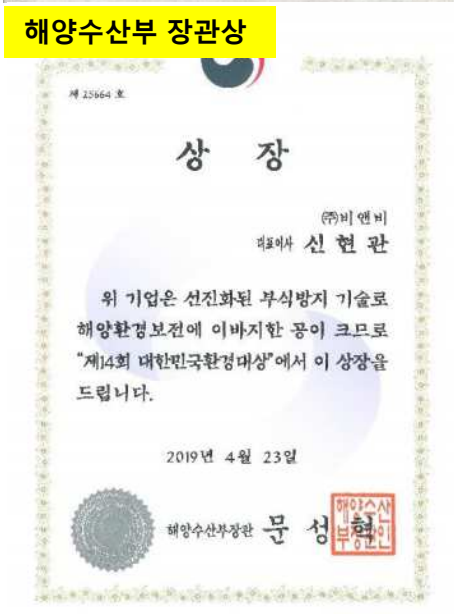 해양수산부 장관상
제 25664 호
상 장
㈜비앤비
대표이사 신현관
위 기업은 선진화된 부식방지 기술로
해양환경보전에 이바지한 공이 크므로
"제14회 대한민국환경대상"에서 이 상장을
드립니다.
2019년 4월 23일
해양수산부장관 문성혁
해양수산
부장관인